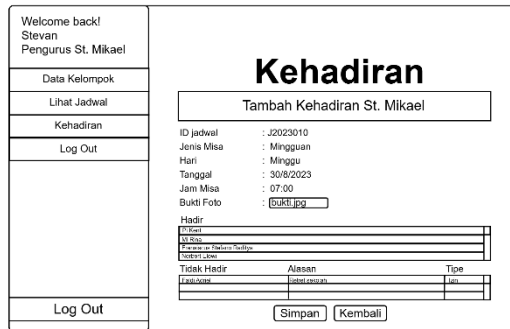 Welcome back!
Stevan
Pengurus St. Mikael
Data Kelompok
Lihat Jadwal
Kehadiran
Log Out
Log Out
Kehadiran
Tambah Kehadiran St. Mikael
ID jadwal : J2023010
Jenis Misa : Mingguan
Hari : Minggu
Tanggal : 30/8/2023
Jam Misa : 07:00
Bukti Foto : bukti.jpg
Hadir
Tidak Hadir Alasan Tipe
Simpan Kembali